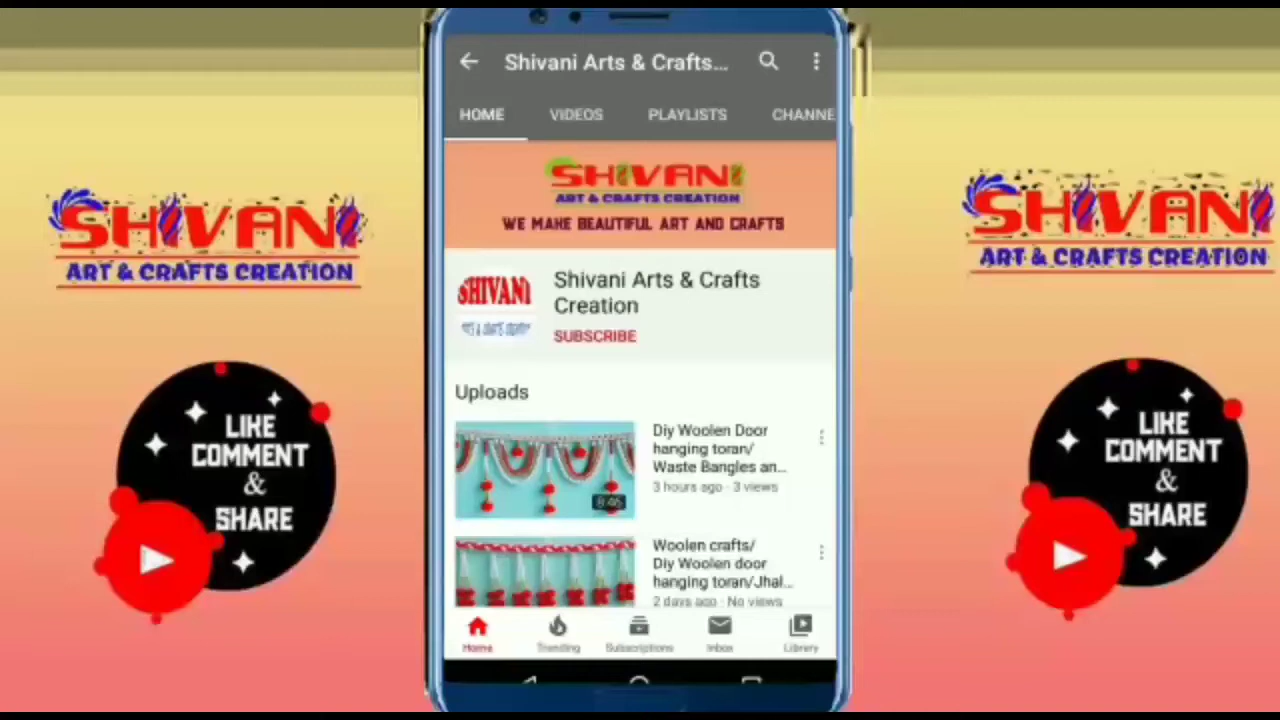 Shivani Arts & Crafts...
HOME VIDEOS PLAYLISTS CHANNE
SHIVANI
ART & CRAFTS CREATION
WE MAKE BEAUTIFUL ART AND CRAFTS
SHIVANI
ART & CRAFTS CREATION
SHIVANI
ART & CRAFTS CREATION
SHIVANI
Shivani Arts & Crafts
Creation
SUBSCRIBE
Uploads
Diy Woolen Door
hanging toran/
Waste Bangles an...
3 hours ago · 3 views
8:46
Woolen crafts/
Diy Woolen door
hanging toran/Jhal...
2 days ago · No views
Home Trending Subscriptions Inbox Library
LIKE
COMMENT
&
SHARE
LIKE
COMMENT
&
SHARE